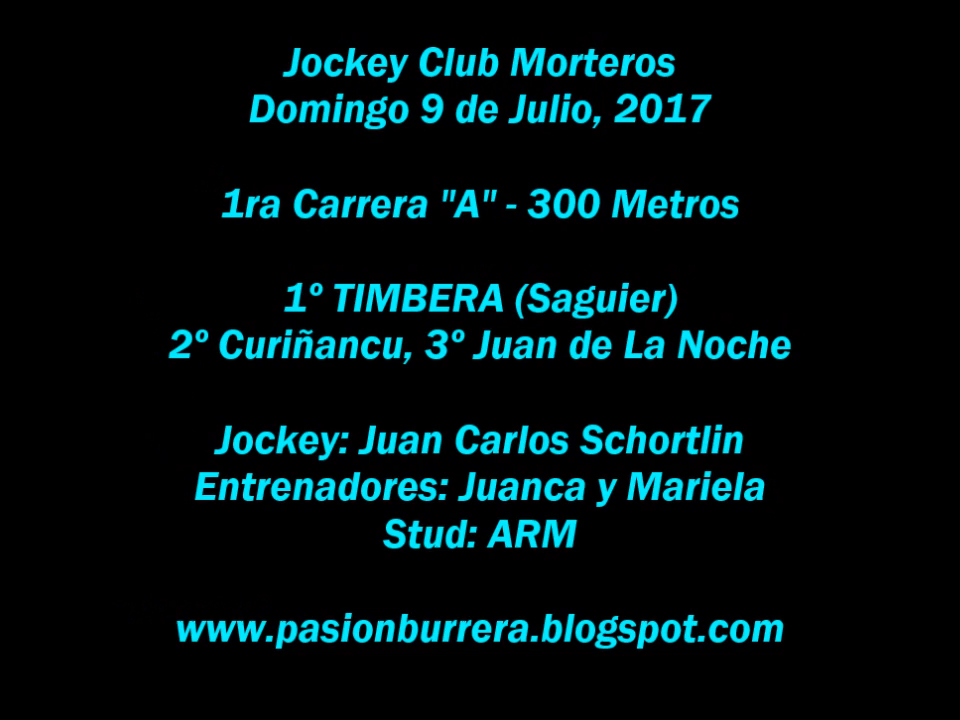 Jockey Club Morteros
Domingo 9 de Julio, 2017
1ra Carrera "A" - 300 Metros
1º TIMBERA (Saguier)
2º Curiñancu, 3º Juan de La Noche
Jockey: Juan Carlos Schortlin
Entrenadores: Juanca y Mariela
Stud: ARM
www.pasionburrera.blogspot.com